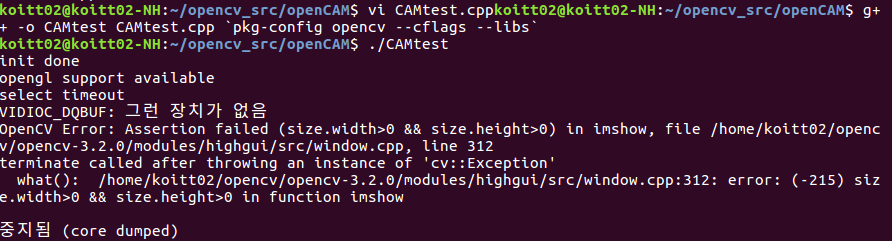 koitt02@koitt02-NH:~/opencv_src/openCAM$ vi CAMtest.cppkoitt02@koitt02-NH:~/opencv_src/openCAM$ g+
+ -o CAMtest CAMtest.cpp `pkg-config opencv --cflags --libs`
koitt02@koitt02-NH:~/opencv_src/openCAM$ ./CAMtest
init done
opengl support available
select timeout
VIDIOC_DQBUF: 그런 장치가 없음
OpenCV Error: Assertion failed (size.width>0 && size.height>0) in imshow, file /home/koitt02/openc
v/opencv-3.2.0/modules/highgui/src/window.cpp, line 312
terminate called after throwing an instance of 'cv::Exception'
  what():  /home/koitt02/opencv/opencv-3.2.0/modules/highgui/src/window.cpp:312: error: (-215) siz
e.width>0 && size.height>0 in function imshow

중지됨 (core dumped)